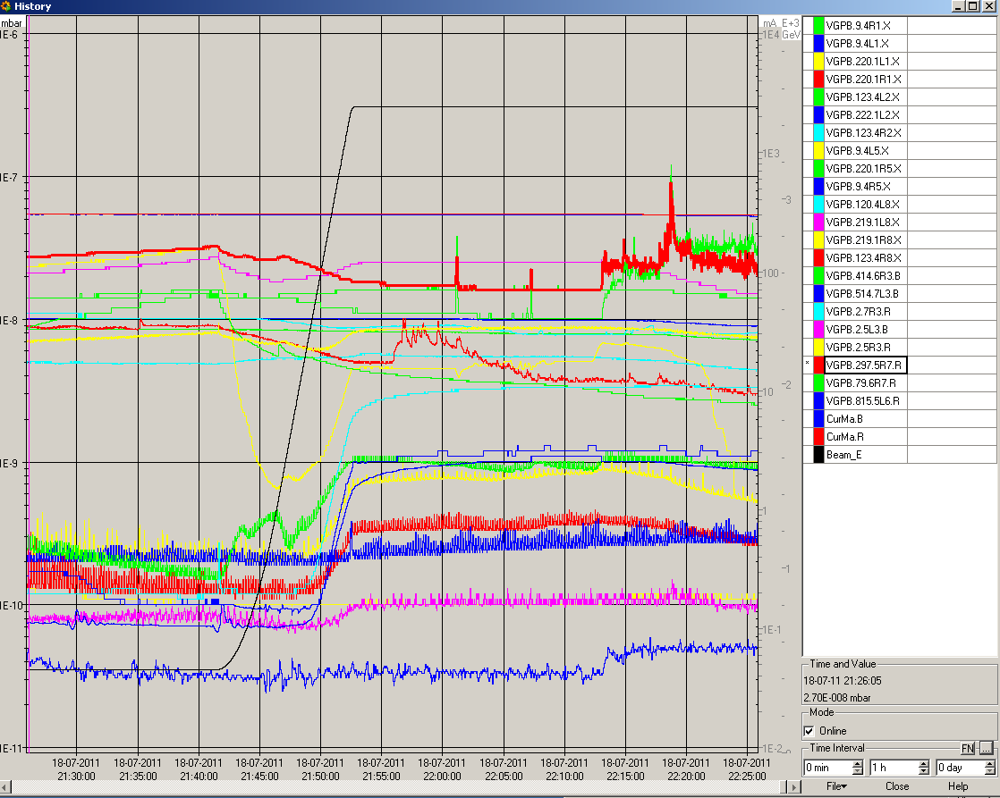 History
mbar
mA_E+3
GeV
1E-6
1E4
1E3
1E-7
-3
100
1E-8
10
-2
1E-9
1
-1
1E-10
1E-1
1E-11
1E-2
18-07-2011 18-07-2011 18-07-2011 18-07-2011 18-07-2011 18-07-2011 18-07-2011 18-07-2011 18-07-2011 18-07-2011 18-07-2011 18-07-2011
21:30:00 21:35:00 21:40:00 21:45:00 21:50:00 21:55:00 22:00:00 22:05:00 22:10:00 22:15:00 22:20:00 22:25:00
VGPB.9.4R1.X
VGPB.9.4L1.X
VGPB.220.1L1.X
VGPB.220.1R1.X
VGPB.123.4L2.X
VGPB.222.1L2.X
VGPB.123.4R2.X
VGPB.9.4L5.X
VGPB.220.1R5.X
VGPB.9.4R5.X
VGPB.120.4L8.X
VGPB.219.1L8.X
VGPB.219.1R8.X
VGPB.123.4R8.X
VGPB.414.6R3.B
VGPB.514.7L3.B
VGPB.2.7R3.R
VGPB.2.5L3.B
VGPB.2.5R3.R
* VGPB.297.5R7.R
VGPB.79.6R7.R
VGPB.815.5L6.R
CurMa.B
CurMa.R
Beam_E
Time and Value
18-07-11 21:26:05
2.70E-008 mbar
Mode
Online
Time Interval FN ...
0 min 1 h 0 day
File Close Help